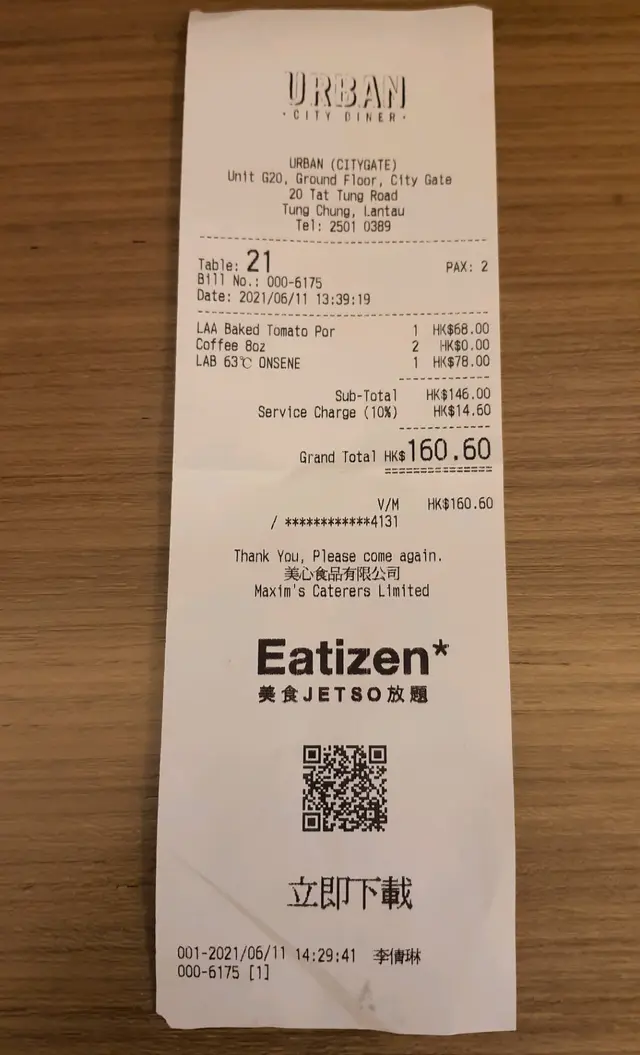 URBAN
· CITY DINER ·
URBAN (CITYGATE)
Unit G20, Ground Floor, City Gate
20 Tat Tung Road
Tung Chung, Lantau
Tel: 2501 0389
Table: 21 PAX: 2
Bill No.: 000-6175
Date: 2021/06/11 13:39:19
LAA Baked Tomato Por 1 HK$68.00
Coffee 8oz 2 HK$0.00
LAB 63℃ ONSENE 1 HK$78.00
Sub-Total HK$146.00
Service Charge (10%) HK$14.60
Grand Total HK$160.60
V/M HK$160.60
/ ************4131
Thank You, Please come again.
美心食品有限公司
Maxim's Caterers Limited
Eatizen*
美食JETSO放題
立即下載
001-2021/06/11 14:29:41 李倩琳
000-6175 [1]